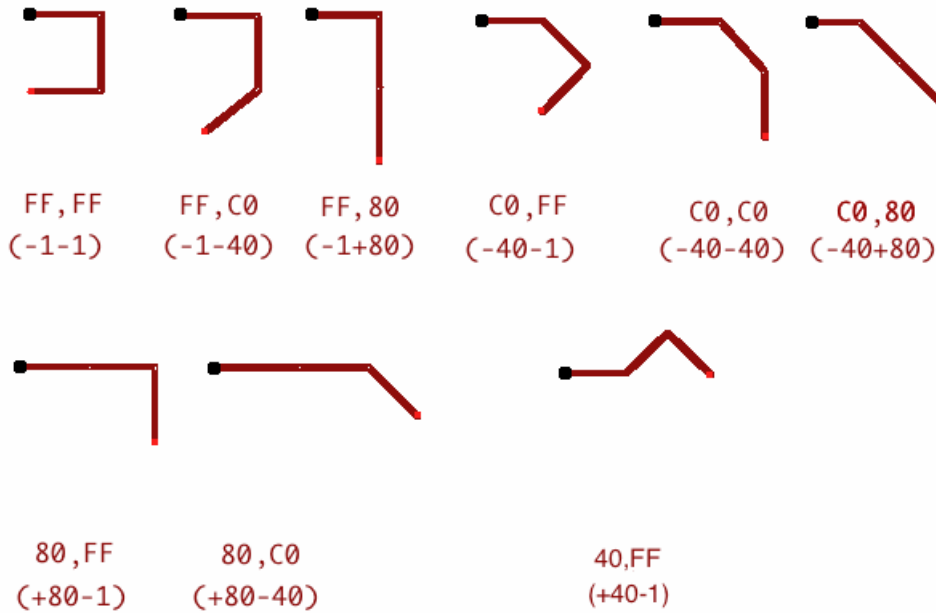 FF,FF FF,C0 FF,80 C0,FF C0,C0 C0,80
(-1-1) (-1-40) (-1+80) (-40-1) (-40-40) (-40+80)
80,FF 80,C0 40,FF
(+80-1) (+80-40) (+40-1)